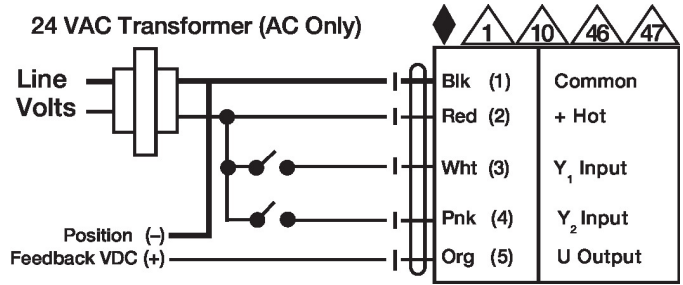 24 VAC Transformer (AC Only)
1 10 46 47
Line
Volts
Blk (1) Common
Red (2) + Hot
Wht (3) Y1 Input
Pnk (4) Y2 Input
Position (–)
Feedback VDC (+)
Org (5) U Output